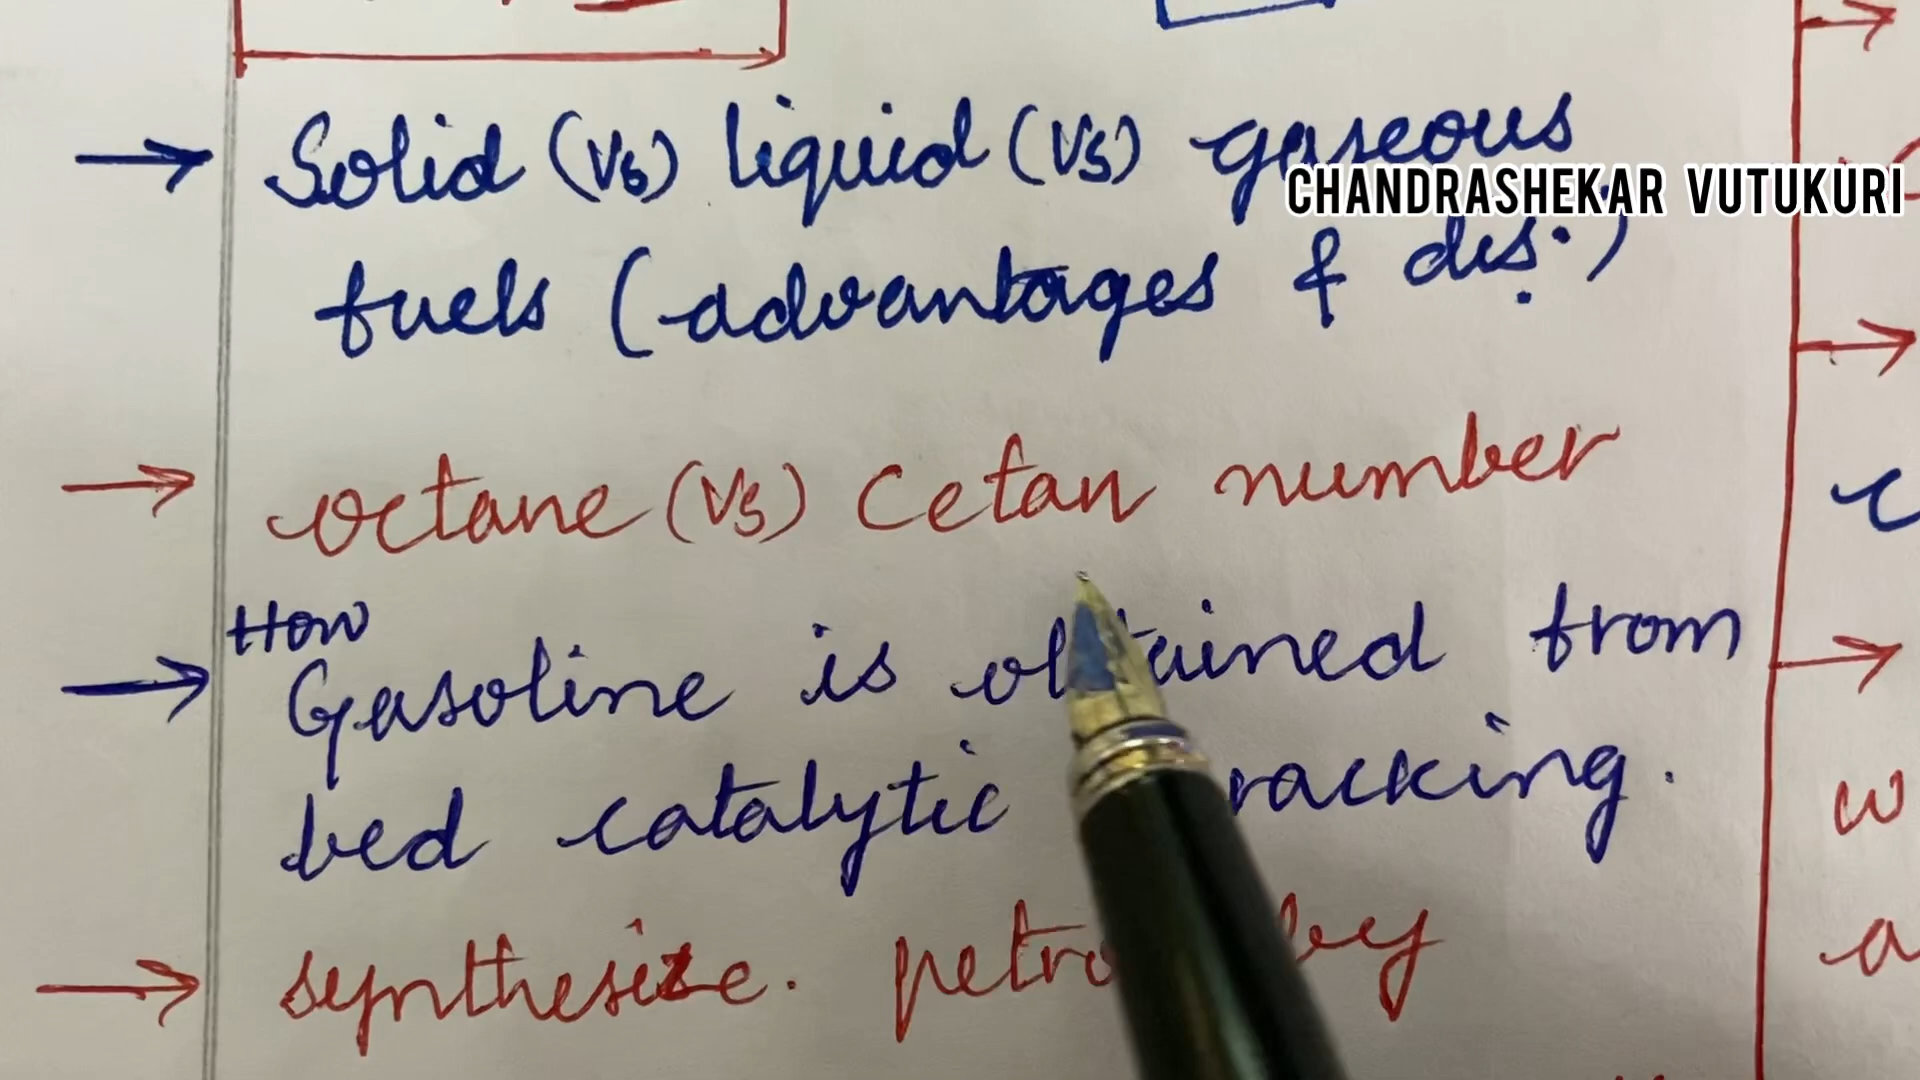 Solid (Vs) liquid (Vs) gaseous
CHANDRASHEKAR VUTUKURI
fuels (advantages & dis.)
octane (Vs) Cetan number
How
Gasoline is obtained from
bed catalytic racking.
synthesize. petro by